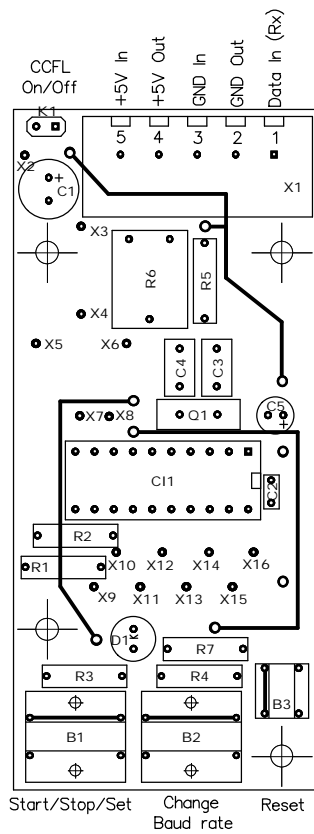 CCFL
On/Off
+5V In
+5V Out
GND In
GND Out
Data In (Rx)
K1
5 4 3 2 1
X2
C1
+
X1
X3
R6
R5
X4
X5
X6
C4
C3
X7
X8
Q1
C5
+
CI1
C2
R2
R1
X10
X12
X14
X16
X9
X11
X13
X15
D1
K
R7
R3
R4
B1
B2
B3
Start/Stop/Set
Change
Baud rate
Reset